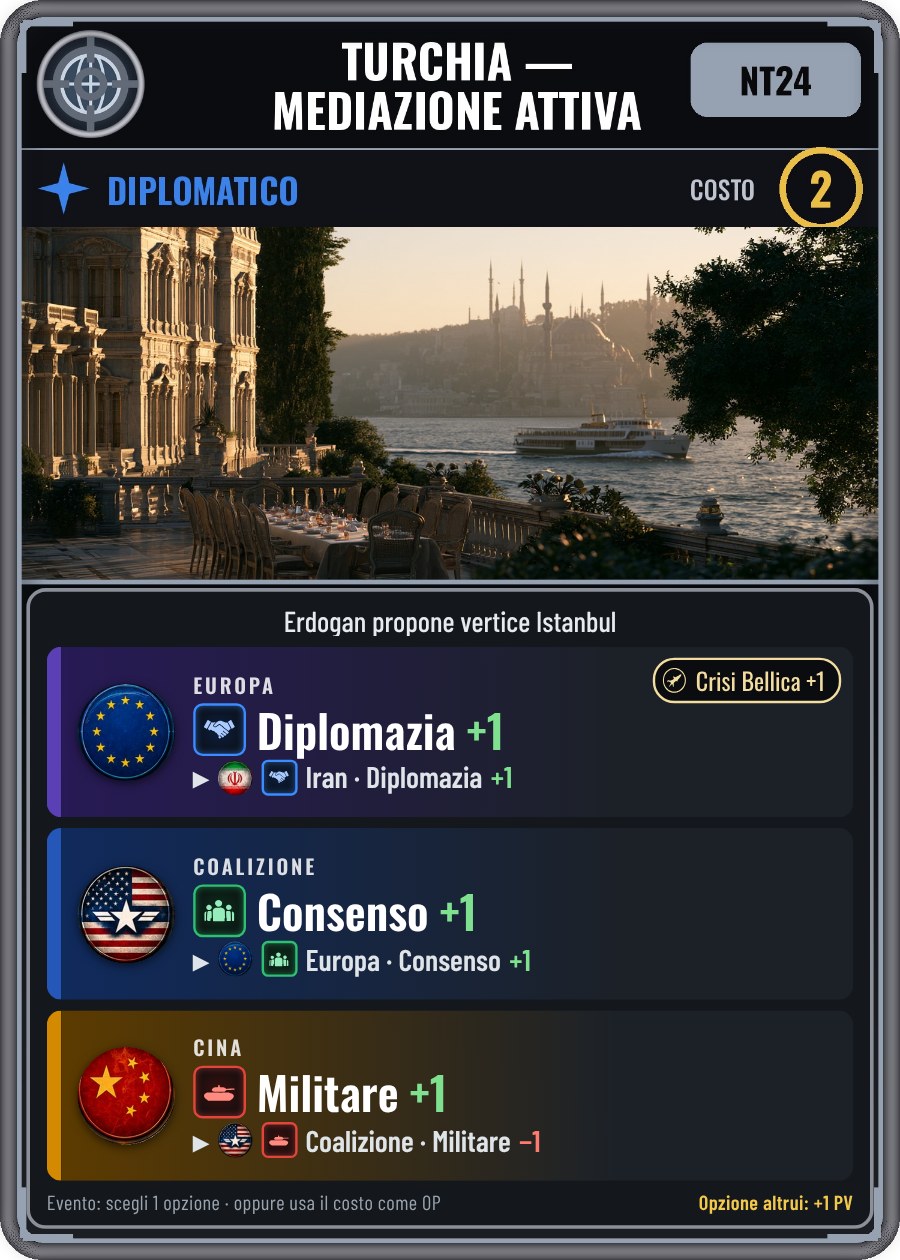 TURCHIA —
MEDIAZIONE ATTIVA
NT24
DIPLOMATICO
COSTO
2
Erdogan propone vertice Istanbul
EUROPA
Crisi Bellica +1
Diplomazia +1
▶ Iran · Diplomazia +1
COALIZIONE
Consenso +1
▶ Europa · Consenso +1
CINA
Militare +1
▶ Coalizione · Militare −1
Evento: scegli 1 opzione · oppure usa il costo come OP
Opzione altrui: +1 PV